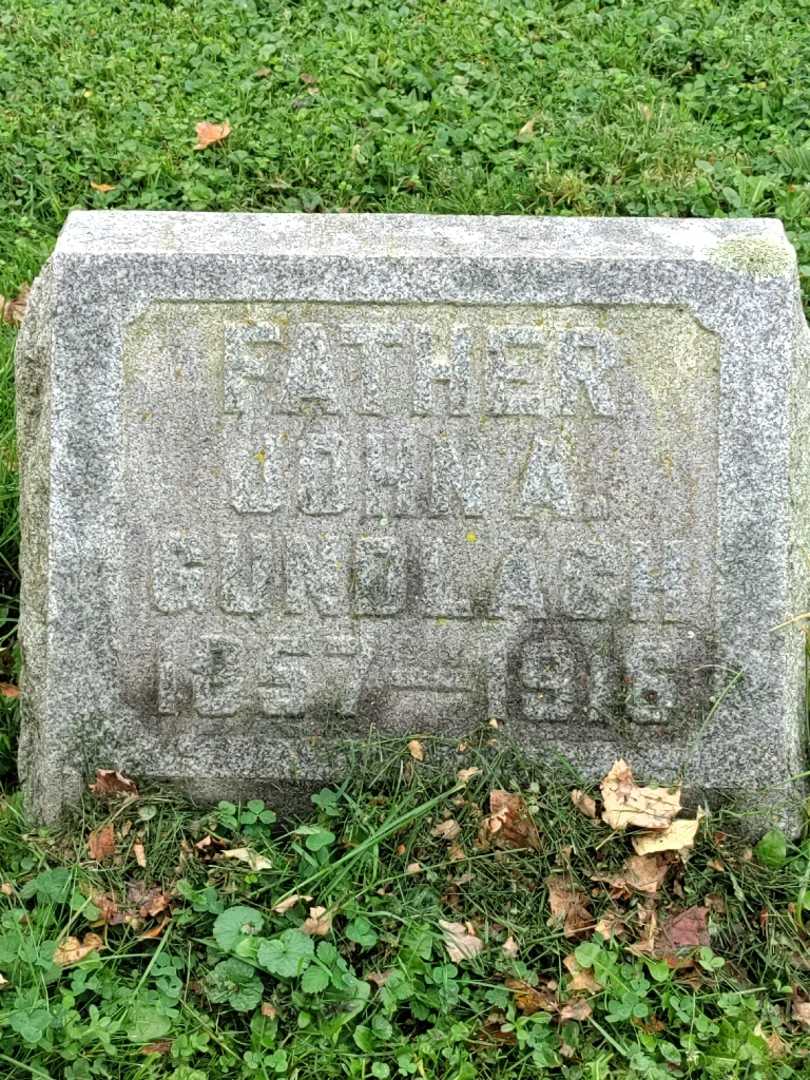 FATHER
JOHN A.
GUNDLACH
1857—1916